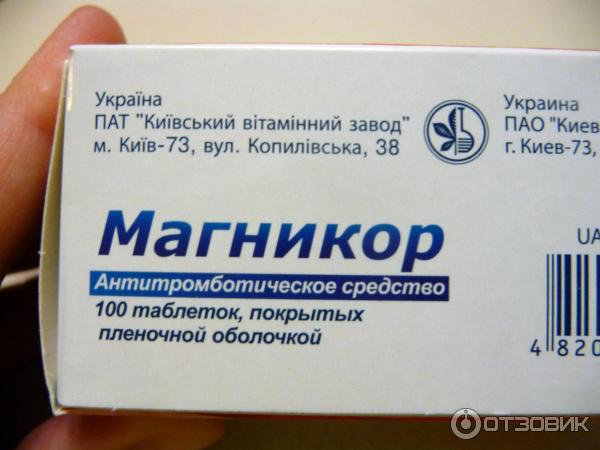 Україна
ПАТ "Київський вітамінний завод"
м. Київ-73, вул. Копилівська, 38
Украина
ПАО "Киев
г. Киев-73,
Магникор
Антитромботическое средство
100 таблеток, покрытых
пленочной оболочкой
UA
4 820
ОТЗОВИК